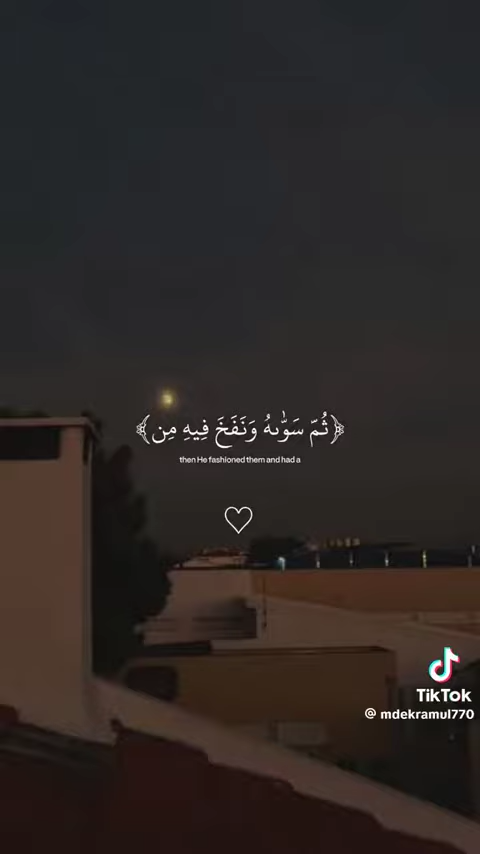 ﴿ثُمَّ سَوَّىٰهُ وَنَفَخَ فِيهِ مِن﴾
then He fashioned them and had a
TikTok
@ mdekramul770